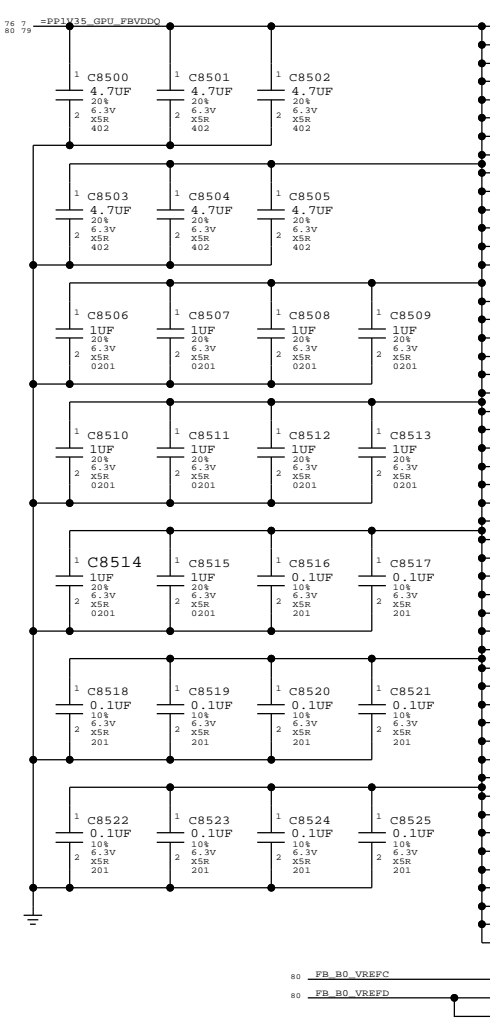 76 7 =PP1V35_GPU_FBVDDQ
80 79
1 C8500 1 C8501 1 C8502
4.7UF 4.7UF 4.7UF
20% 20% 20%
2 6.3V 2 6.3V 2 6.3V
X5R X5R X5R
402 402 402
1 C8503 1 C8504 1 C8505
4.7UF 4.7UF 4.7UF
20% 20% 20%
2 6.3V 2 6.3V 2 6.3V
X5R X5R X5R
402 402 402
1 C8506 1 C8507 1 C8508 1 C8509
1UF 1UF 1UF 1UF
20% 20% 20% 20%
2 6.3V 2 6.3V 2 6.3V 2 6.3V
X5R X5R X5R X5R
0201 0201 0201 0201
1 C8510 1 C8511 1 C8512 1 C8513
1UF 1UF 1UF 1UF
20% 20% 20% 20%
2 6.3V 2 6.3V 2 6.3V 2 6.3V
X5R X5R X5R X5R
0201 0201 0201 0201
1 C8514 1 C8515 1 C8516 1 C8517
1UF 1UF 0.1UF 0.1UF
20% 20% 10% 10%
2 6.3V 2 6.3V 2 6.3V 2 6.3V
X5R X5R X5R X5R
0201 0201 201 201
1 C8518 1 C8519 1 C8520 1 C8521
0.1UF 0.1UF 0.1UF 0.1UF
10% 10% 10% 10%
2 6.3V 2 6.3V 2 6.3V 2 6.3V
X5R X5R X5R X5R
201 201 201 201
1 C8522 1 C8523 1 C8524 1 C8525
0.1UF 0.1UF 0.1UF 0.1UF
10% 10% 10% 10%
2 6.3V 2 6.3V 2 6.3V 2 6.3V
X5R X5R X5R X5R
201 201 201 201
80 FB_B0_VREFC
80 FB_B0_VREFD